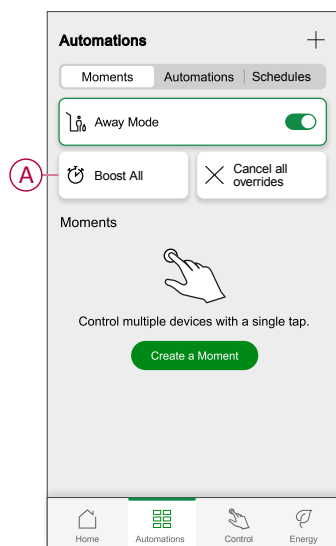 Automations
Moments
Automations
Schedules
Away Mode
A
Boost All
Cancel all
overrides
Moments
Control multiple devices with a single tap.
Create a Moment
Home
Automations
Control
Energy